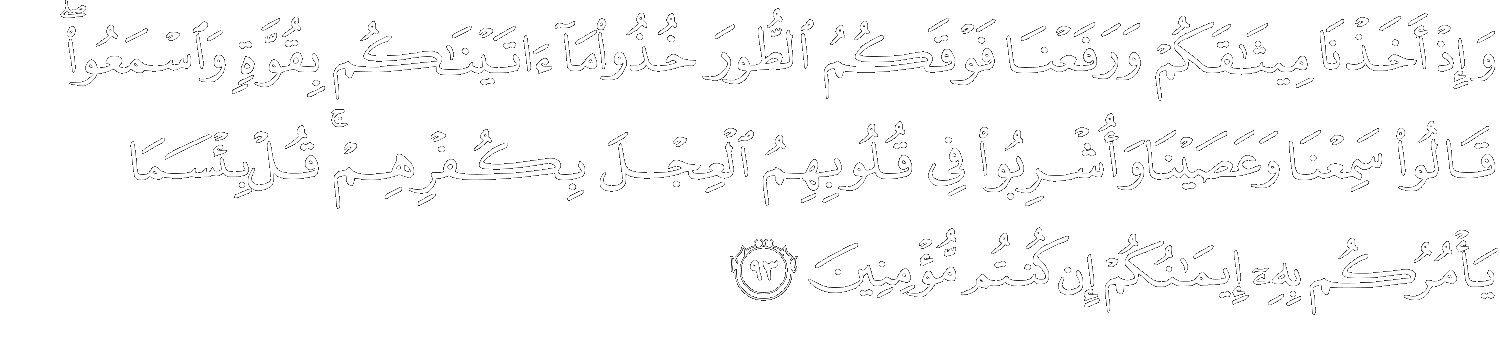 وَإِذْ أَخَذْنَا مِيثَٰقَكُمْ وَرَفَعْنَا فَوْقَكُمُ ٱلطُّورَ خُذُوا۟ مَآ ءَاتَيْنَٰكُم بِقُوَّةٍ وَٱسْمَعُوا۟ ۖ
قَالُوا۟ سَمِعْنَا وَعَصَيْنَا وَأُشْرِبُوا۟ فِى قُلُوبِهِمُ ٱلْعِجْلَ بِكُفْرِهِمْ ۚ قُلْ بِئْسَمَا
يَأْمُرُكُم بِهِۦٓ إِيمَٰنُكُمْ إِن كُنتُم مُّؤْمِنِينَ ۝٩٣